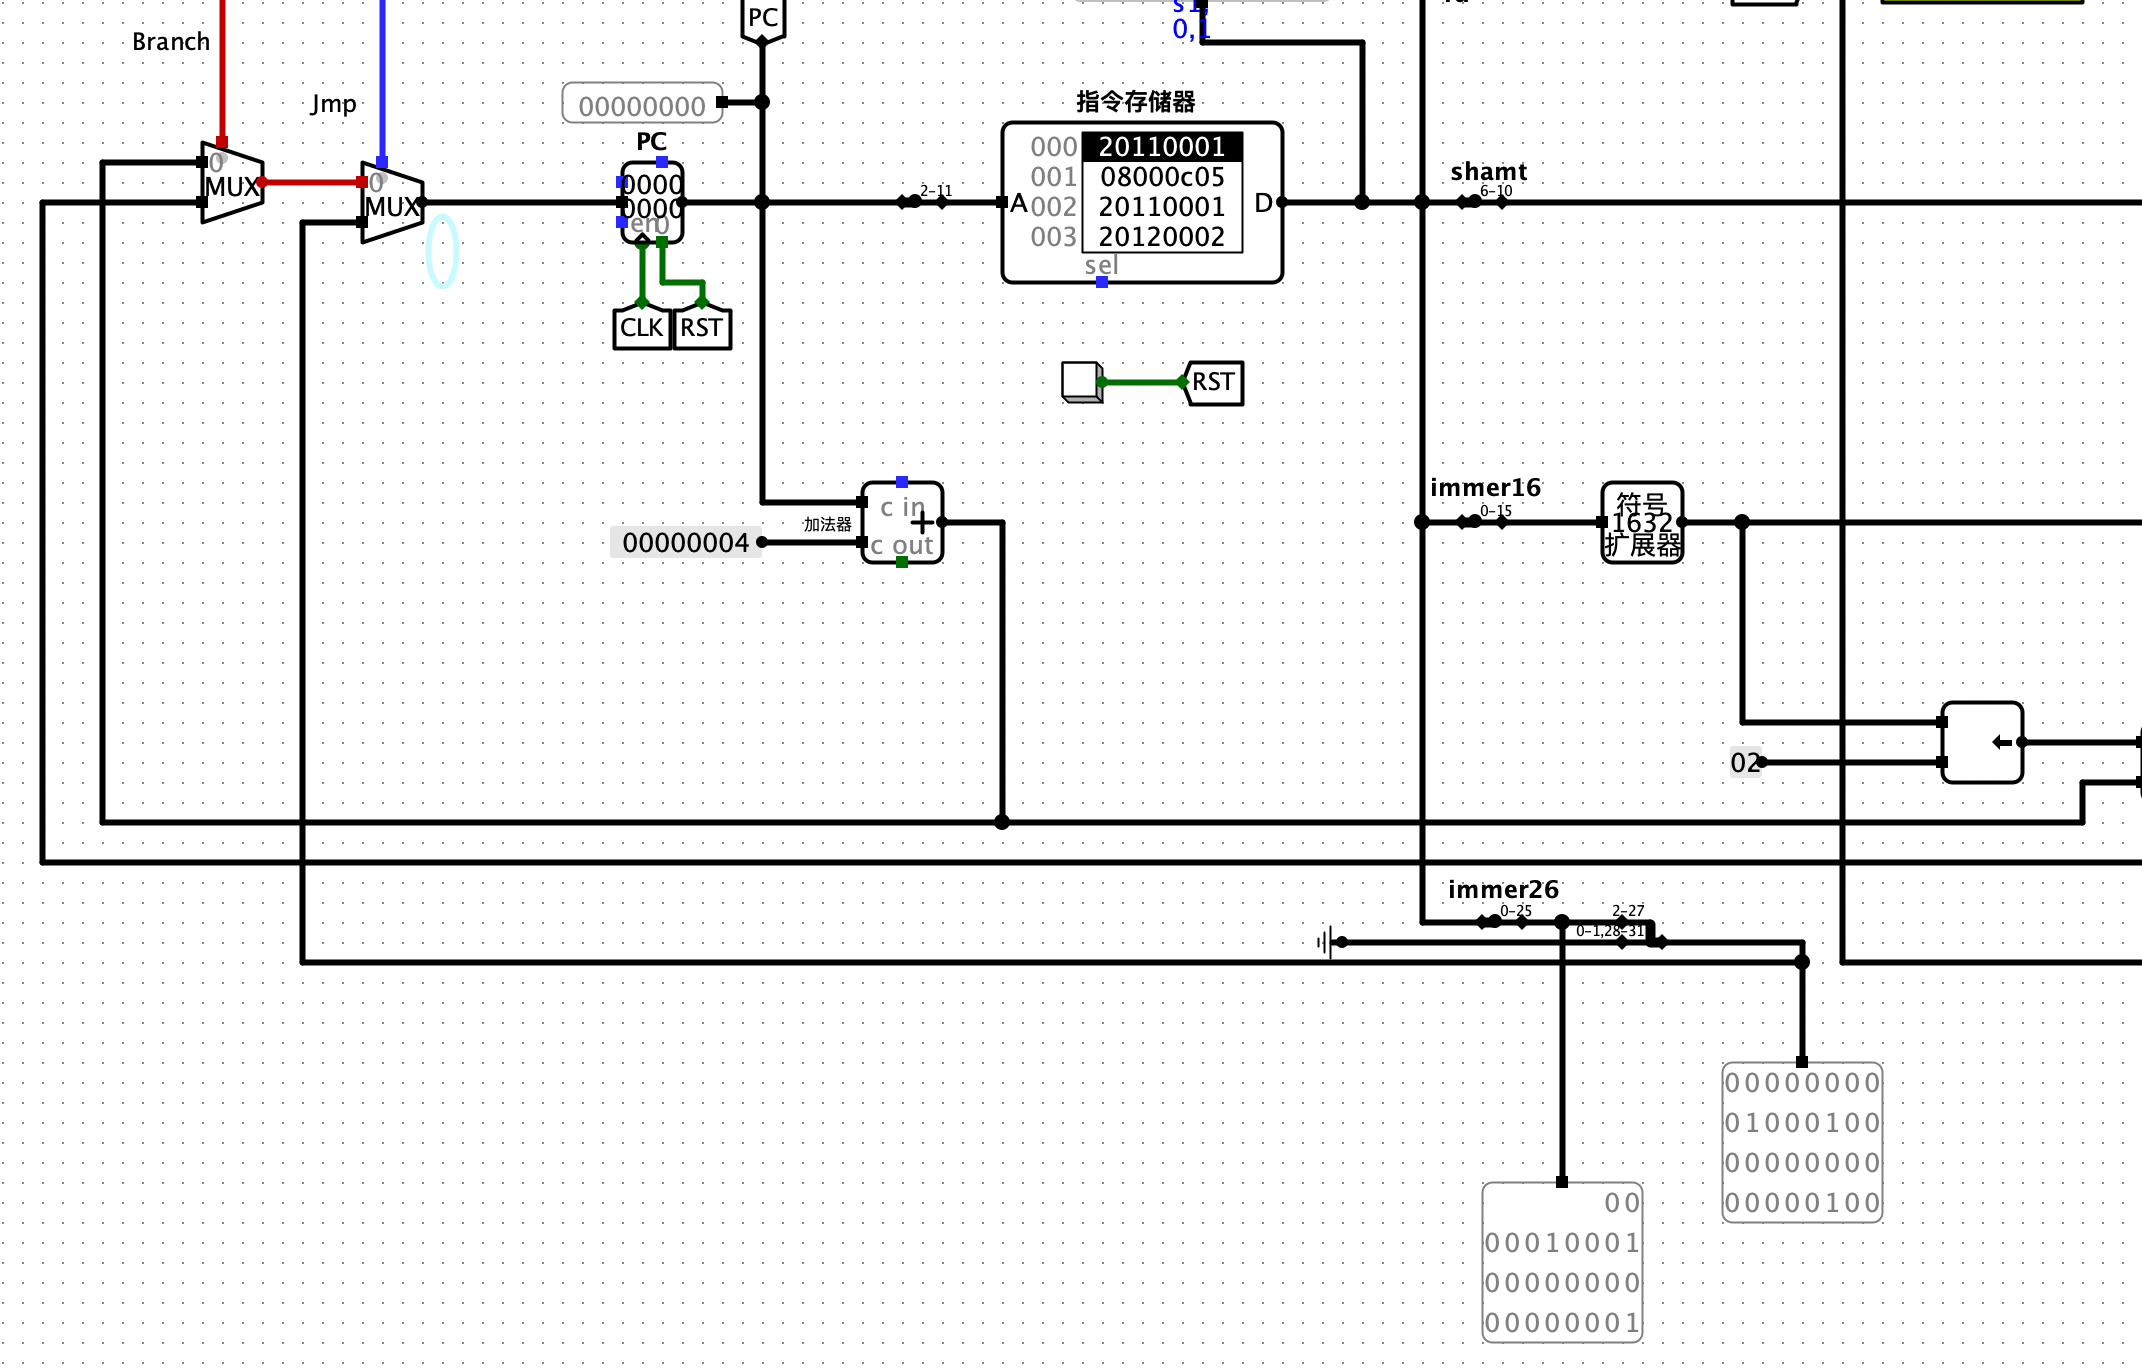 PC
s1,
0,1
Branch
Jmp
00000000
指令存储器
PC
000 20110001
001 08000c05
002 20110001
003 20120002
A
D
sel
0
MUX
0
MUX
0000
0000
en
0
2-11
shamt
6-10
CLK
RST
RST
immer16
0-15
符号
1632
扩展器
c in
加法器
+
00000004
c out
02
immer26
0-25
2-27
0-1,28-31
00000000
01000100
00000000
00000100
00
00010001
00000000
00000001